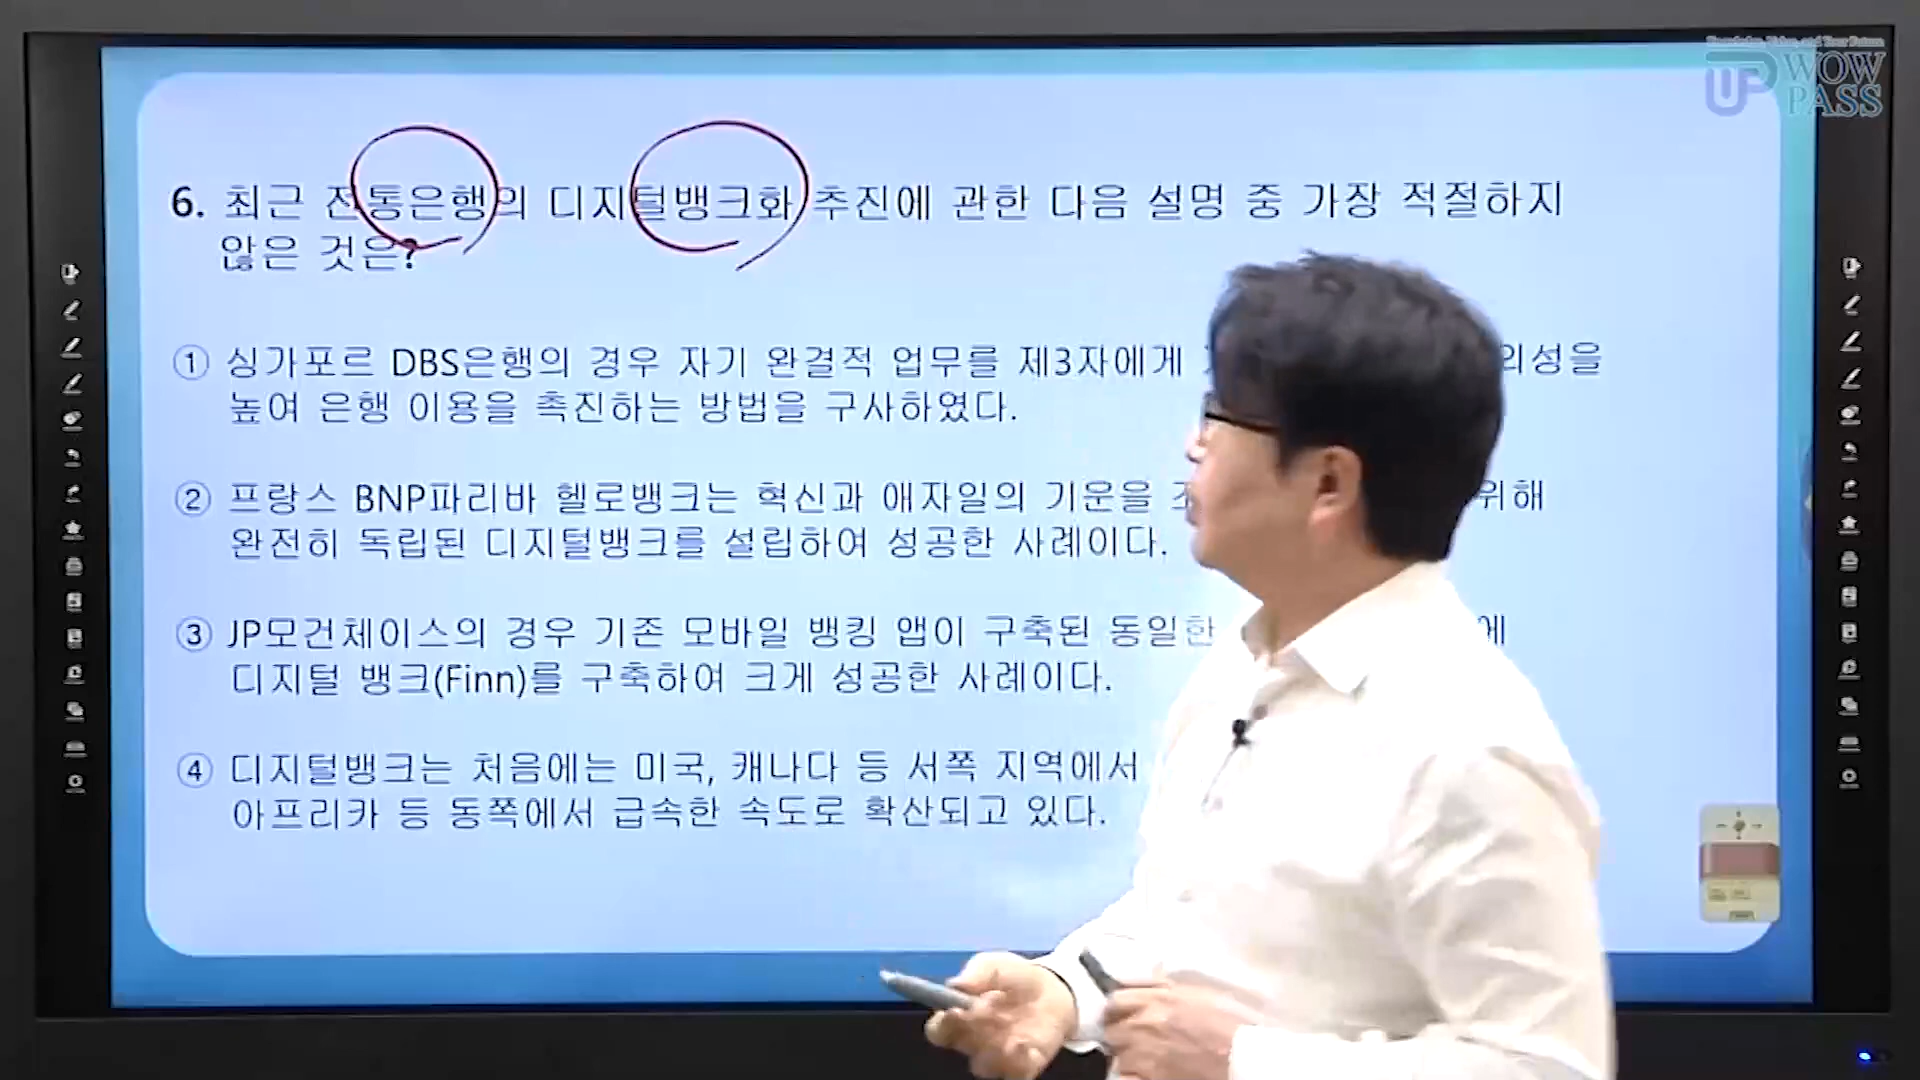 WOW
UP PASS
6. 최근 전통은행의 디지털뱅크화 추진에 관한 다음 설명 중 가장 적절하지
않은 것은?
① 싱가포르 DBS은행의 경우 자기 완결적 업무를 제3자에게 의성을
높여 은행 이용을 촉진하는 방법을 구사하였다.
② 프랑스 BNP파리바 헬로뱅크는 혁신과 애자일의 기운을 위해
완전히 독립된 디지털뱅크를 설립하여 성공한 사례이다.
③ JP모건체이스의 경우 기존 모바일 뱅킹 앱이 구축된 동일한 에
디지털 뱅크(Finn)를 구축하여 크게 성공한 사례이다.
④ 디지털뱅크는 처음에는 미국, 캐나다 등 서쪽 지역에서
아프리카 등 동쪽에서 급속한 속도로 확산되고 있다.